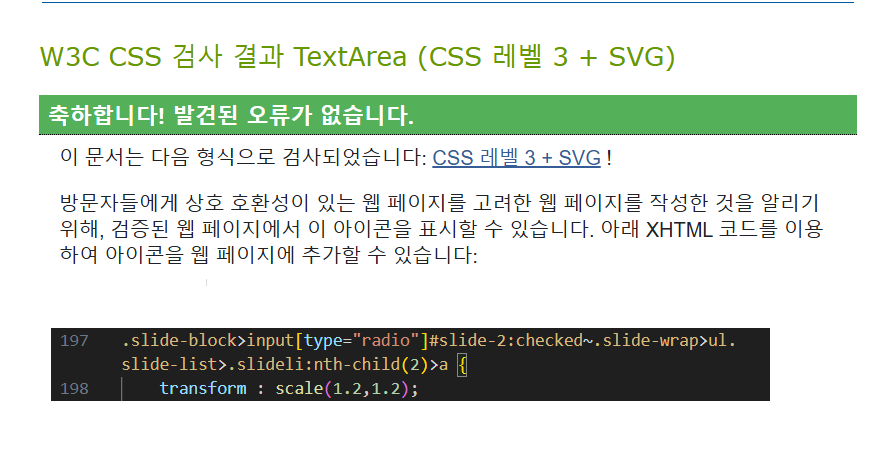 W3C CSS 검사 결과 TextArea (CSS 레벨 3 + SVG)
축하합니다! 발견된 오류가 없습니다.
이 문서는 다음 형식으로 검사되었습니다: CSS 레벨 3 + SVG !
방문자들에게 상호 호환성이 있는 웹 페이지를 고려한 웹 페이지를 작성한 것을 알리기
위해, 검증된 웹 페이지에서 이 아이콘을 표시할 수 있습니다. 아래 XHTML 코드를 이용
하여 아이콘을 웹 페이지에 추가할 수 있습니다:
197 .slide-block>input[type="radio"]#slide-2:checked~.slide-wrap>ul.
slide-list>.slideli:nth-child(2)>a {
198 transform : scale(1.2,1.2);